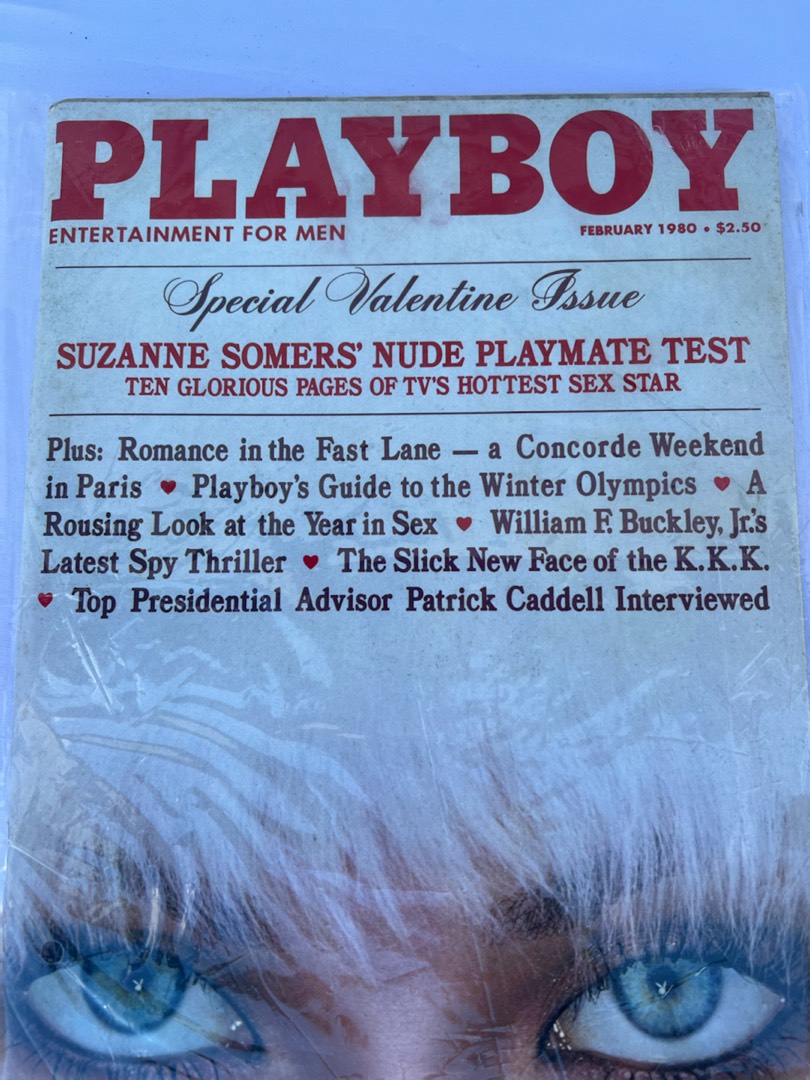 PLAYBOY
ENTERTAINMENT FOR MEN
FEBRUARY 1980 • $2.50
Special Valentine Issue
SUZANNE SOMERS' NUDE PLAYMATE TEST
TEN GLORIOUS PAGES OF TV'S HOTTEST SEX STAR
Plus: Romance in the Fast Lane — a Concorde Weekend
in Paris ♥ Playboy's Guide to the Winter Olympics ♥ A
Rousing Look at the Year in Sex ♥ William F. Buckley, Jr.'s
Latest Spy Thriller ♥ The Slick New Face of the K.K.K.
♥ Top Presidential Advisor Patrick Caddell Interviewed